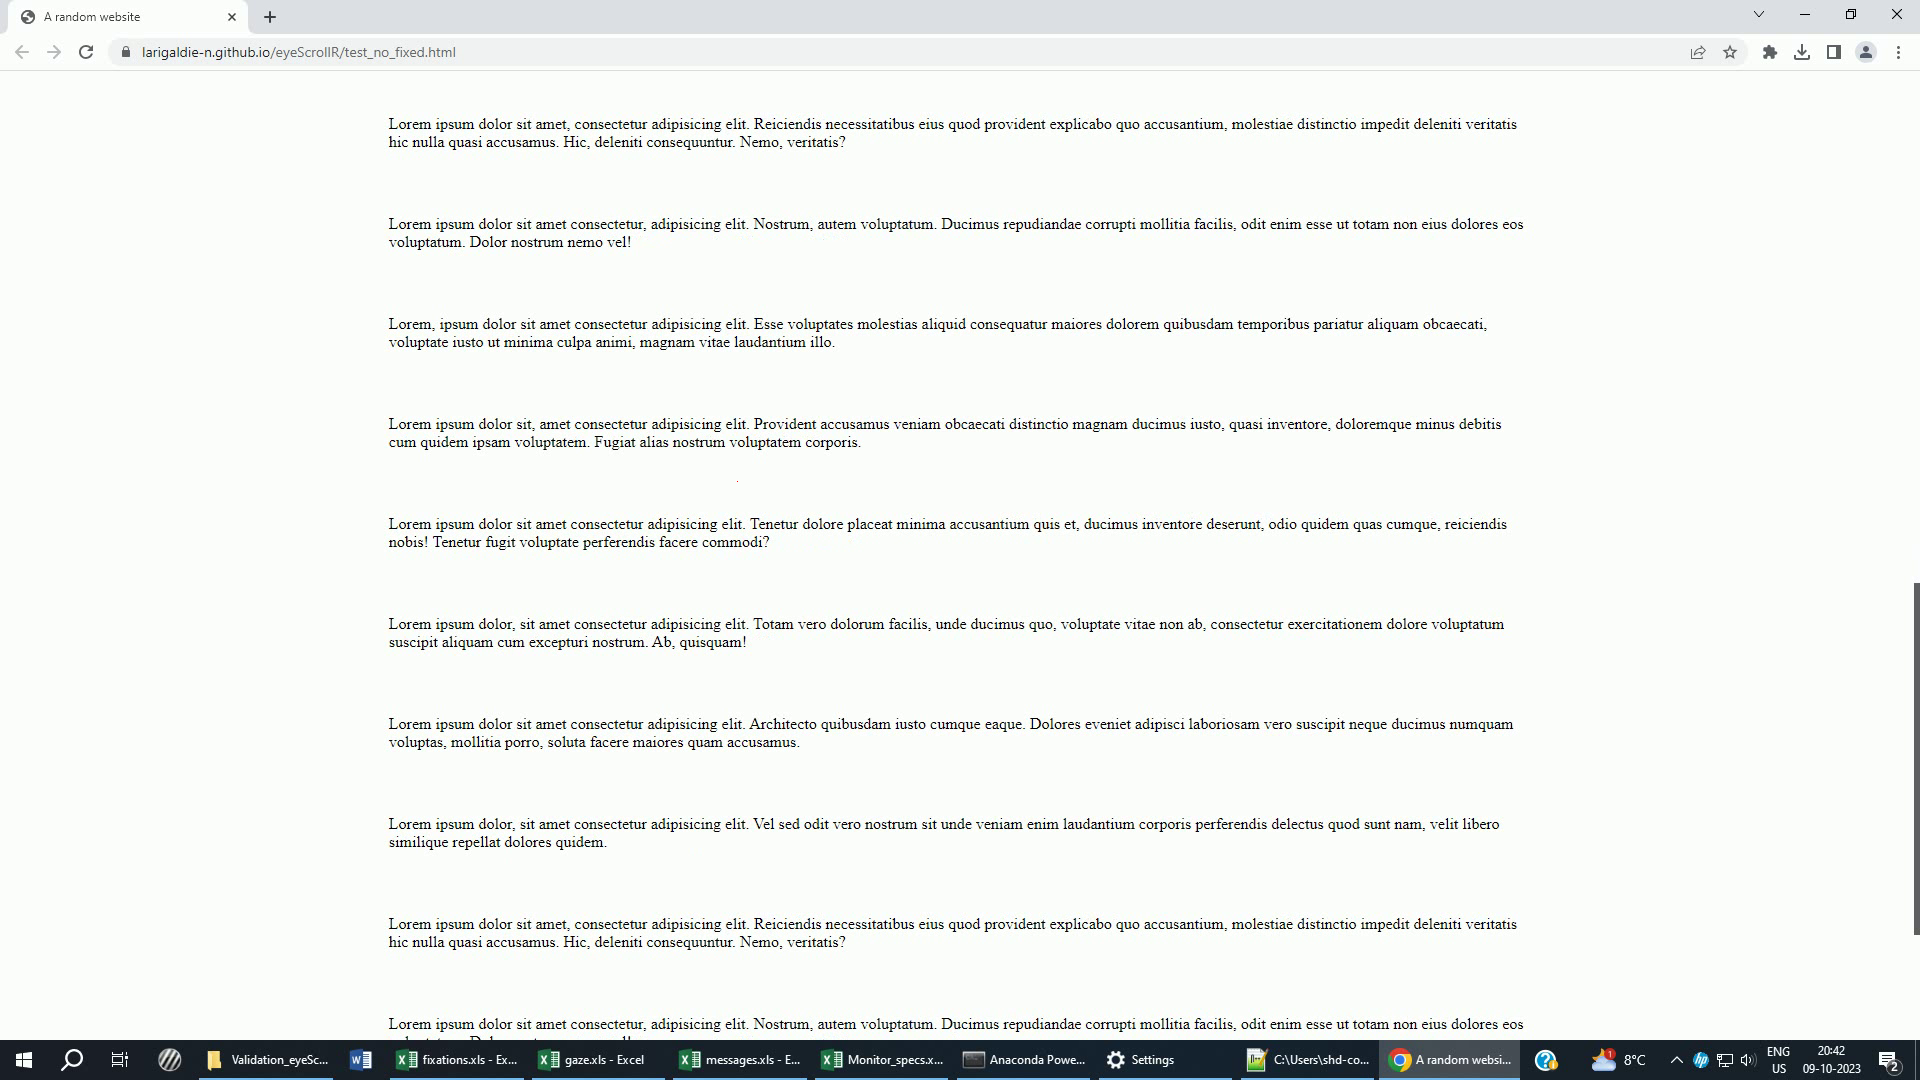 A random website
larigaldie-n.github.io/eyeScrollR/test_no_fixed.html
Lorem ipsum dolor sit amet, consectetur adipisicing elit. Reiciendis necessitatibus eius quod provident explicabo quo accusantium, molestiae distinctio impedit deleniti veritatis
hic nulla quasi accusamus. Hic, deleniti consequuntur. Nemo, veritatis?
Lorem ipsum dolor sit amet consectetur, adipisicing elit. Nostrum, autem voluptatum. Ducimus repudiandae corrupti mollitia facilis, odit enim esse ut totam non eius dolores eos
voluptatum. Dolor nostrum nemo vel!
Lorem, ipsum dolor sit amet consectetur adipisicing elit. Esse voluptates molestias aliquid consequatur maiores dolorem quibusdam temporibus pariatur aliquam obcaecati,
voluptate iusto ut minima culpa animi, magnam vitae laudantium illo.
Lorem ipsum dolor sit, amet consectetur adipisicing elit. Provident accusamus veniam obcaecati distinctio magnam ducimus iusto, quasi inventore, doloremque minus debitis
cum quidem ipsam voluptatem. Fugiat alias nostrum voluptatem corporis.
Lorem ipsum dolor sit amet consectetur adipisicing elit. Tenetur dolore placeat minima accusantium quis et, ducimus inventore deserunt, odio quidem quas cumque, reiciendis
nobis! Tenetur fugit voluptate perferendis facere commodi?
Lorem ipsum dolor, sit amet consectetur adipisicing elit. Totam vero dolorum facilis, unde ducimus quo, voluptate vitae non ab, consectetur exercitationem dolore voluptatum
suscipit aliquam cum excepturi nostrum. Ab, quisquam!
Lorem ipsum dolor sit amet consectetur adipisicing elit. Architecto quibusdam iusto cumque eaque. Dolores eveniet adipisci laboriosam vero suscipit neque ducimus numquam
voluptas, mollitia porro, soluta facere maiores quam accusamus.
Lorem ipsum dolor, sit amet consectetur adipisicing elit. Vel sed odit vero nostrum sit unde veniam enim laudantium corporis perferendis delectus quod sunt nam, velit libero
similique repellat dolores quidem.
Lorem ipsum dolor sit amet, consectetur adipisicing elit. Reiciendis necessitatibus eius quod provident explicabo quo accusantium, molestiae distinctio impedit deleniti veritatis
hic nulla quasi accusamus. Hic, deleniti consequuntur. Nemo, veritatis?
Lorem ipsum dolor sit amet consectetur, adipisicing elit. Nostrum, autem voluptatum. Ducimus repudiandae corrupti mollitia facilis, odit enim esse ut totam non eius dolores eos
Validation_eyeSc... fixations.xls - Ex... gaze.xls - Excel messages.xls - E... Monitor_specs.x... Anaconda Powe... Settings C:\Users\shd-co... A random websi... 1 8°C ENG 20:42
US 09-10-2023 2